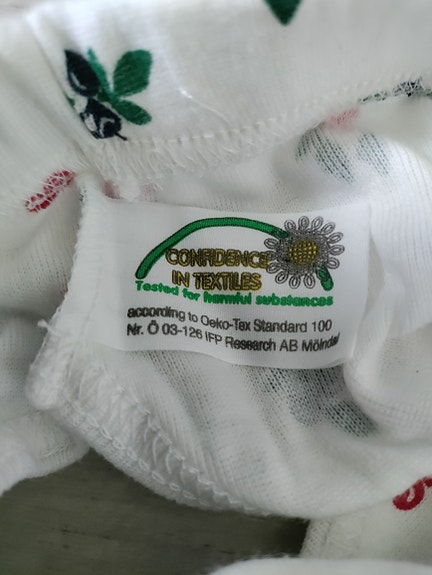 CONFIDENCE
IN TEXTILES
Tested for harmful substances
according to Oeko-Tex Standard 100
Nr. Ö 03-126 IFP Research AB Mölndal